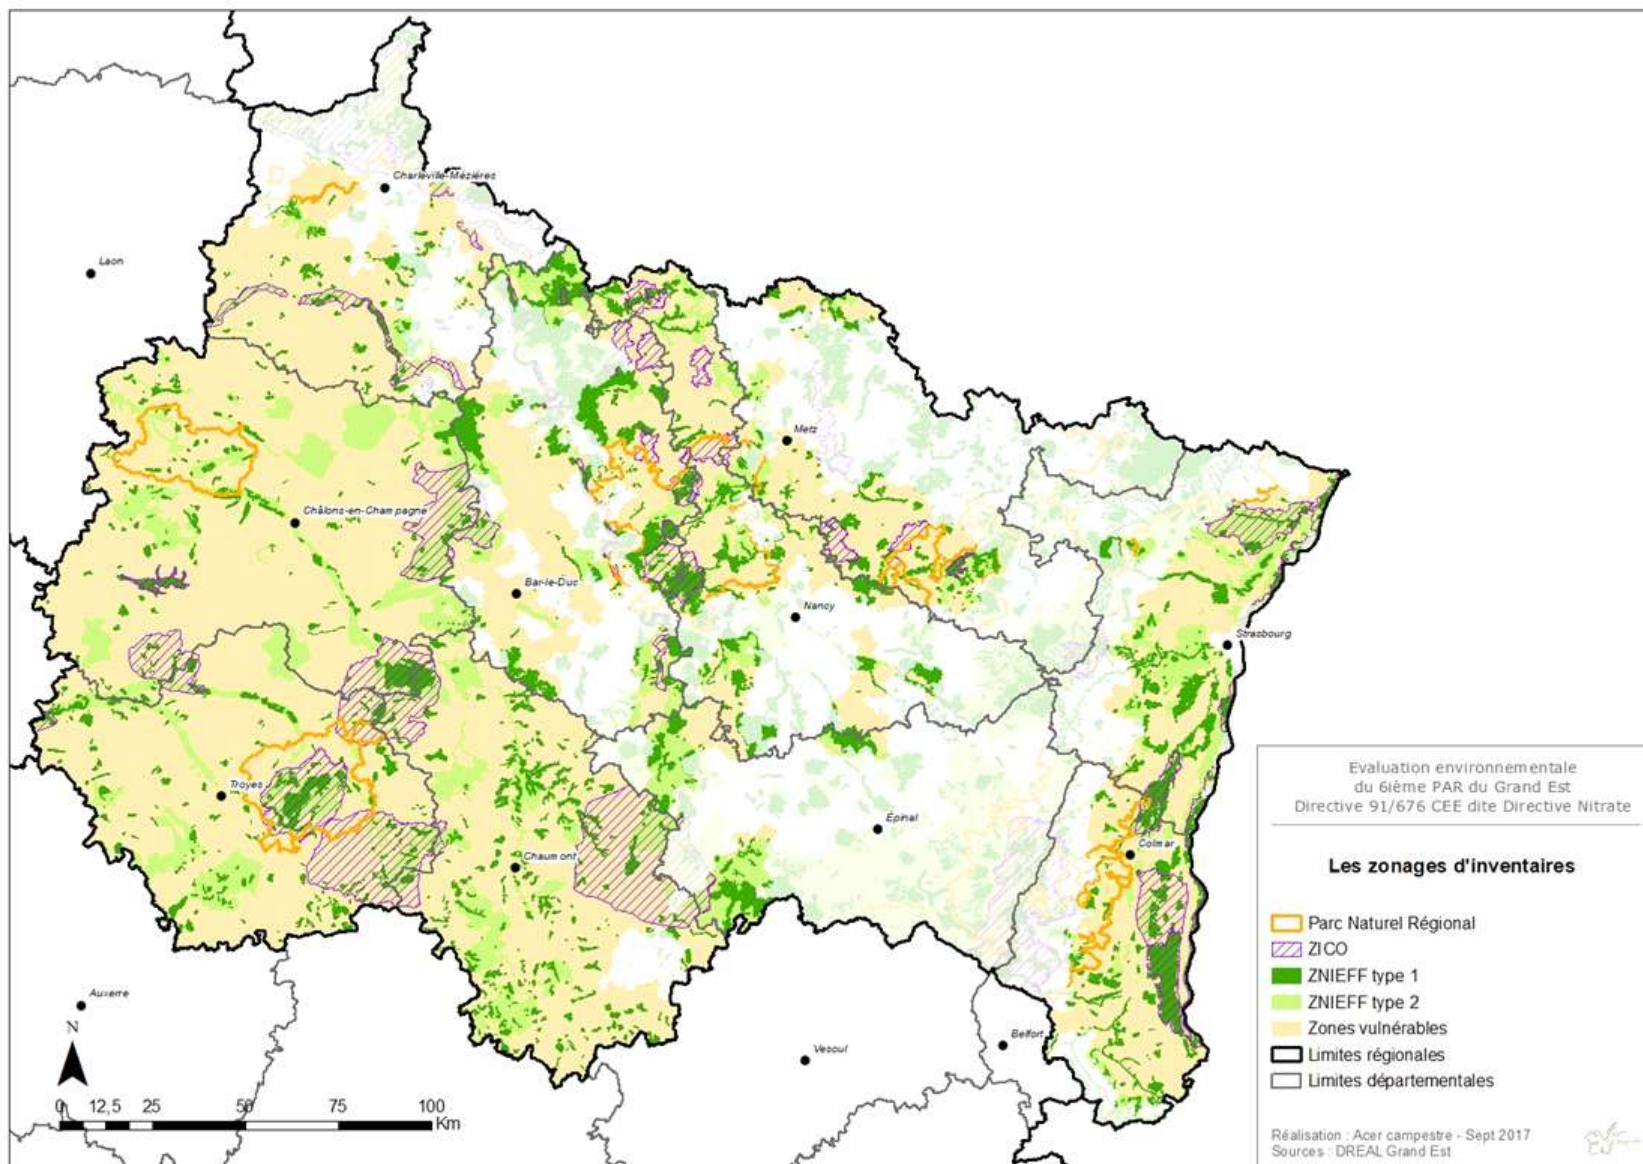 Charleville-Mézières
Laon
Metz
Châlons-en-Champagne
Bar-le-Duc
Nancy
Strasbourg
Troyes
Épinal
Colmar
Chaumont
Auxerre
N
Vesoul
Belfort
0 12,5 25 50 75 100
Km
Evaluation environnementale
du 6ième PAR du Grand Est
Directive 91/676 CEE dite Directive Nitrate
Les zonages d'inventaires
Parc Naturel Régional
ZICO
ZNIEFF type 1
ZNIEFF type 2
Zones vulnérables
Limites régionales
Limites départementales
Réalisation : Acer campestre - Sept 2017
Sources : DREAL Grand Est